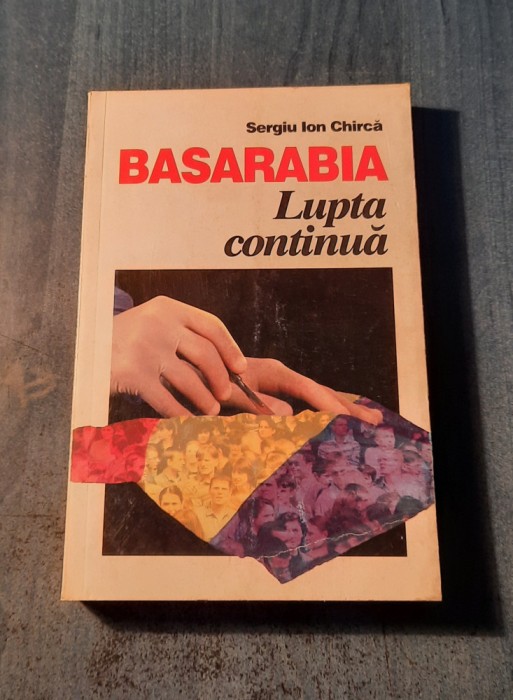 Sergiu Ion Chircă
BASARABIA
Lupta
continuă